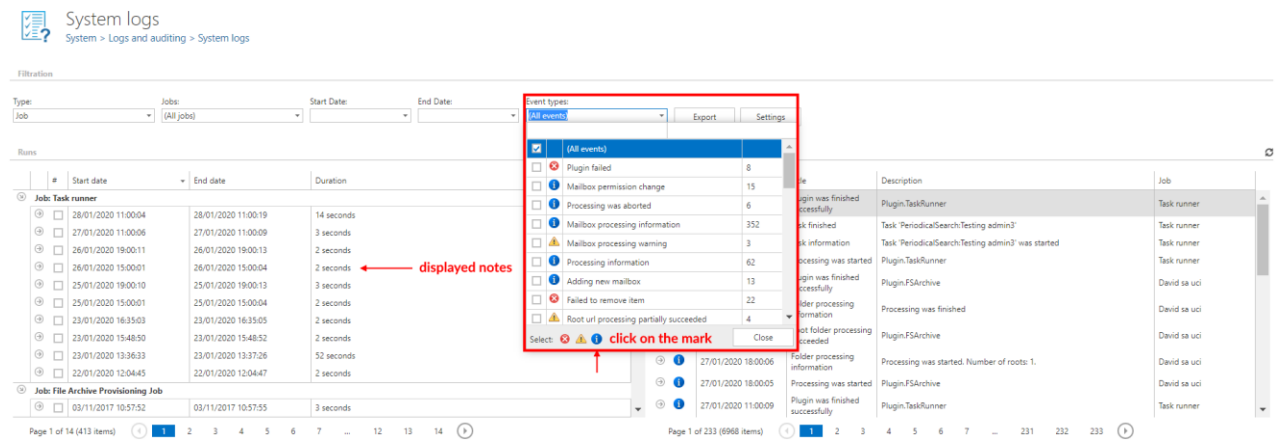 System logs
System > Logs and auditing > System logs
Filtration
Type: Jobs: Start Date: End Date: Event types:
Job (All jobs) (All events) Export Settings
Runs
# Start date End date Duration
Job: Task runner
28/01/2020 11:00:04 28/01/2020 11:00:19 14 seconds
27/01/2020 11:00:06 27/01/2020 11:00:09 3 seconds
26/01/2020 19:00:11 26/01/2020 19:00:13 2 seconds
26/01/2020 15:00:01 26/01/2020 15:00:04 2 seconds
25/01/2020 19:00:10 25/01/2020 19:00:13 3 seconds
25/01/2020 15:00:01 25/01/2020 15:00:04 2 seconds
23/01/2020 16:35:03 23/01/2020 16:35:05 2 seconds
23/01/2020 15:48:50 23/01/2020 15:48:52 2 seconds
23/01/2020 13:36:33 23/01/2020 13:37:26 52 seconds
22/01/2020 12:04:45 22/01/2020 12:04:47 2 seconds
Job: File Archive Provisioning Job
03/11/2017 10:57:52 03/11/2017 10:57:55 3 seconds
Page 1 of 14 (413 items) 1 2 3 4 5 6 7 ... 12 13 14
displayed notes
(All events)
Plugin failed 8
Mailbox permission change 15
Processing was aborted 6
Mailbox processing information 352
Mailbox processing warning 3
Processing information 62
Adding new mailbox 13
Failed to remove item 22
Root url processing partially succeeded 4
Select: click on the mark Close
Description Job
finished
Plugin.TaskRunner Task runner
finished Task 'PeriodicalSearch:Testing admin3' Task runner
information Task 'PeriodicalSearch:Testing admin3' was started Task runner
was started Plugin.TaskRunner Task runner
finished
Plugin.FSArchive David sa uci
processing
Processing was finished David sa uci
folder processing
Plugin.FSArchive David sa uci
27/01/2020 18:00:06 Folder processing
information Processing was started. Number of roots: 1. David sa uci
27/01/2020 18:00:05 Processing was started Plugin.FSArchive David sa uci
27/01/2020 11:00:09 Plugin was finished
successfully Plugin.TaskRunner Task runner
Page 1 of 233 (6968 items) 1 2 3 4 5 6 7 ... 231 232 233